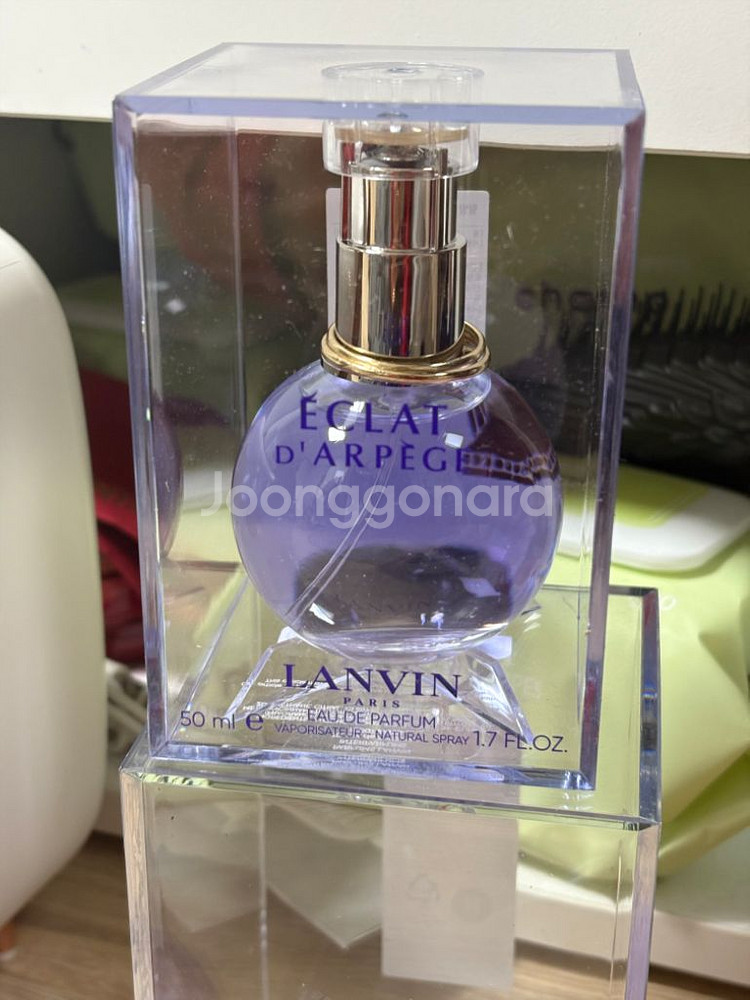 ÉCLAT
D'ARPÈGE
Joonggonara
LANVIN
PARIS
50 ml e EAU DE PARFUM
VAPORISATEUR - NATURAL SPRAY 1.7 FL.OZ.